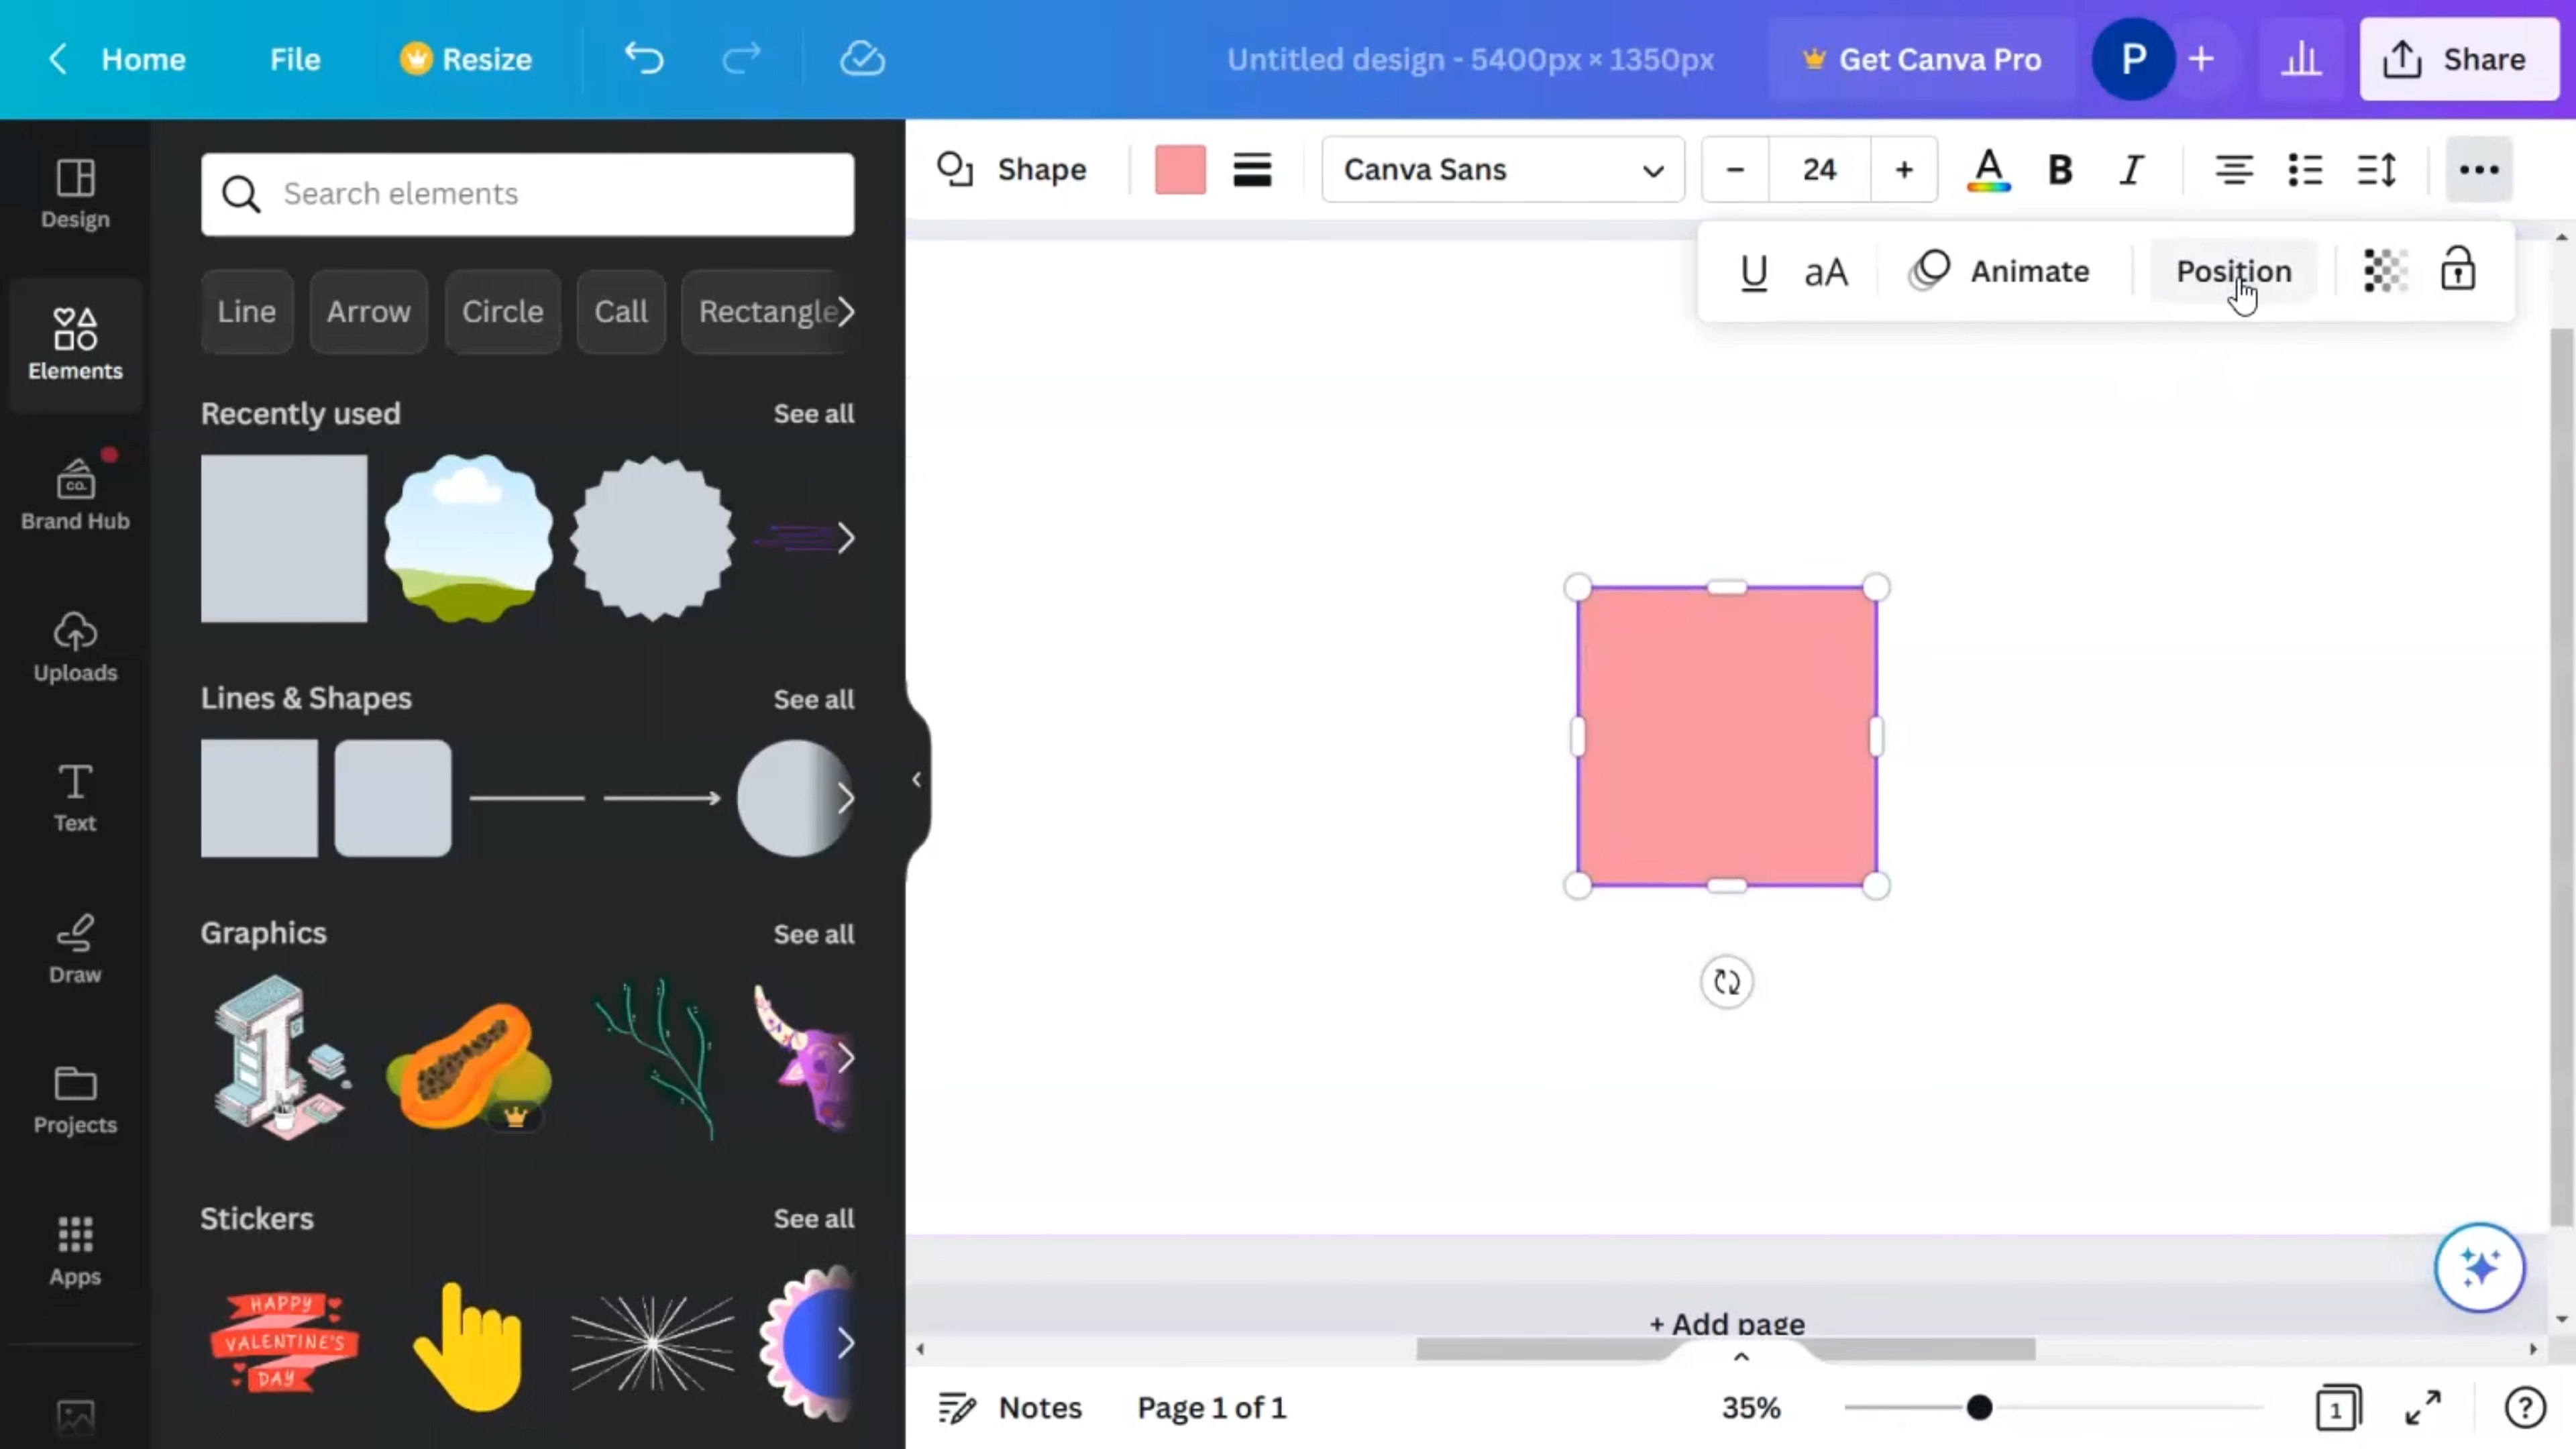 Home File Resize Untitled design - 5400px × 1350px Get Canva Pro P + Share
Design
Elements
Brand Hub
CO.
Uploads
Text
Draw
Projects
Apps
Search elements
Line Arrow Circle Call Rectangle
Recently used See all
Lines & Shapes See all
Graphics See all
Stickers See all
HAPPY
VALENTINE'S
DAY
Shape Canva Sans − 24 + A B I
U aA Animate Position
+ Add page
Notes Page 1 of 1 35% 1 ?